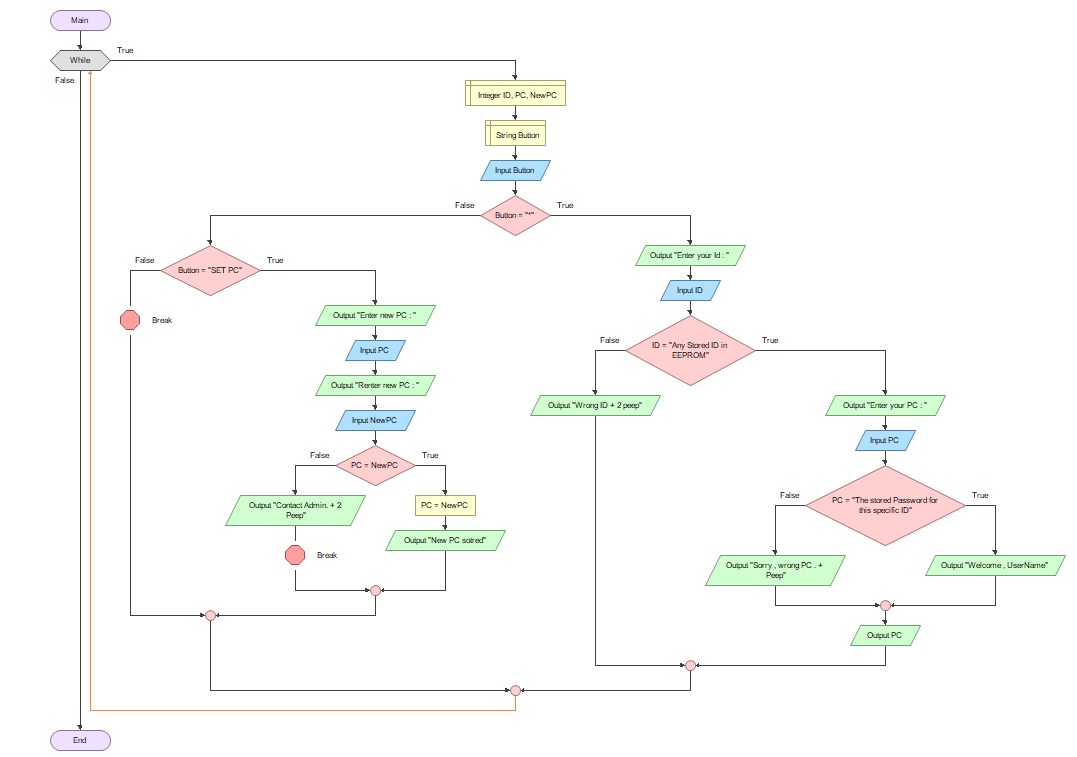 Main
While
True
False
Integer ID, PC, NewPC
String Button
Input Button
Button = "*"
False
True
Button = "SET PC"
False
True
Break
Output "Enter new PC : "
Input PC
Output "Renter new PC : "
Input NewPC
PC = NewPC
False
True
Output "Contact Admin. + 2
Peep"
Break
PC = NewPC
Output "New PC sotred"
Output "Enter your Id : "
Input ID
ID = "Any Stored ID in
EEPROM"
False
True
Output "Wrong ID + 2 peep"
Output "Enter your PC : "
Input PC
PC = "The stored Password for
this specific ID"
False
True
Output "Sorry , wrong PC . +
Peep"
Output "Welcome , UserName"
Output PC
End